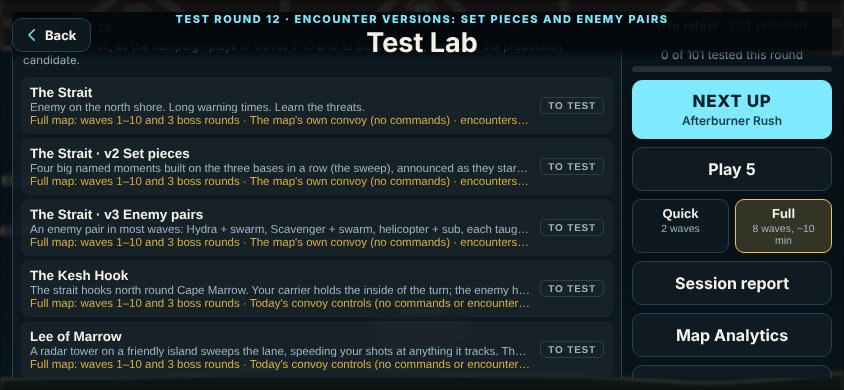 TEST ROUND 12 · ENCOUNTER VERSIONS: SET PIECES AND ENEMY PAIRS
Back
Test Lab
candidate.
The Strait
Enemy on the north shore. Long warning times. Learn the threats.
Full map: waves 1–10 and 3 boss rounds · The map's own convoy (no commands) · encounters…
TO TEST
The Strait · v2 Set pieces
Four big named moments built on the three bases in a row (the sweep), announced as they star…
Full map: waves 1–10 and 3 boss rounds · The map's own convoy (no commands) · encounters…
TO TEST
The Strait · v3 Enemy pairs
An enemy pair in most waves: Hydra + swarm, Scavenger + swarm, helicopter + sub, each taug…
Full map: waves 1–10 and 3 boss rounds · The map's own convoy (no commands) · encounters…
TO TEST
The Kesh Hook
The strait hooks north round Cape Marrow. Your carrier holds the inside of the turn; the enemy h…
Full map: waves 1–10 and 3 boss rounds · Today's convoy controls (no commands or encounter…
TO TEST
Lee of Marrow
A radar tower on a friendly island sweeps the lane, speeding your shots at anything it tracks. Th…
Full map: waves 1–10 and 3 boss rounds · Today's convoy controls (no commands or encounter…
TO TEST
0 to retest · 101 untested
0 of 101 tested this round
NEXT UP
Afterburner Rush
Play 5
Quick
2 waves
Full
8 waves, ~10
min
Session report
Map Analytics